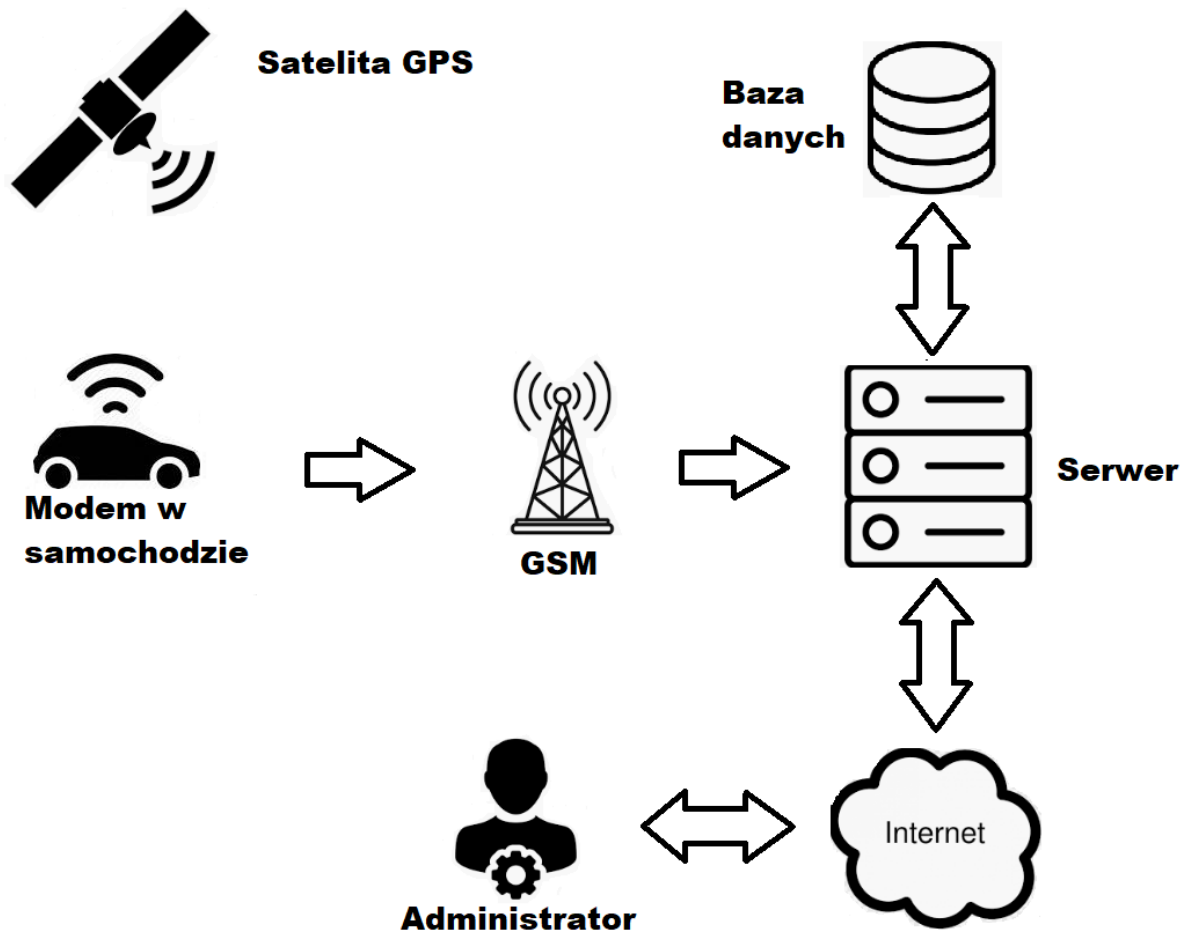 Satelita GPS
Baza
danych
Modem w
samochodzie
GSM
Serwer
Administrator
Internet